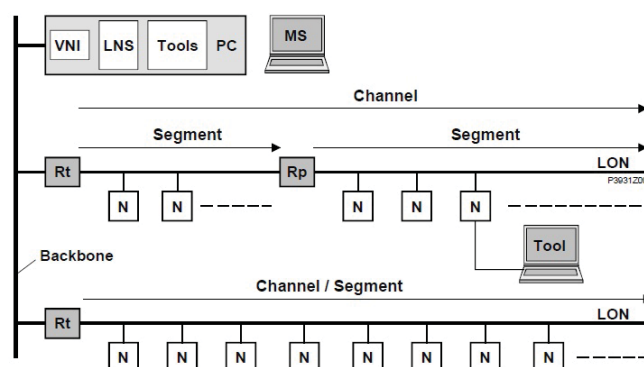 VNI LNS Tools PC MS
Channel
Segment Segment
Rt Rp LON
N N N N N
Tool
Backbone
Channel / Segment
Rt LON
N N N N N N N N